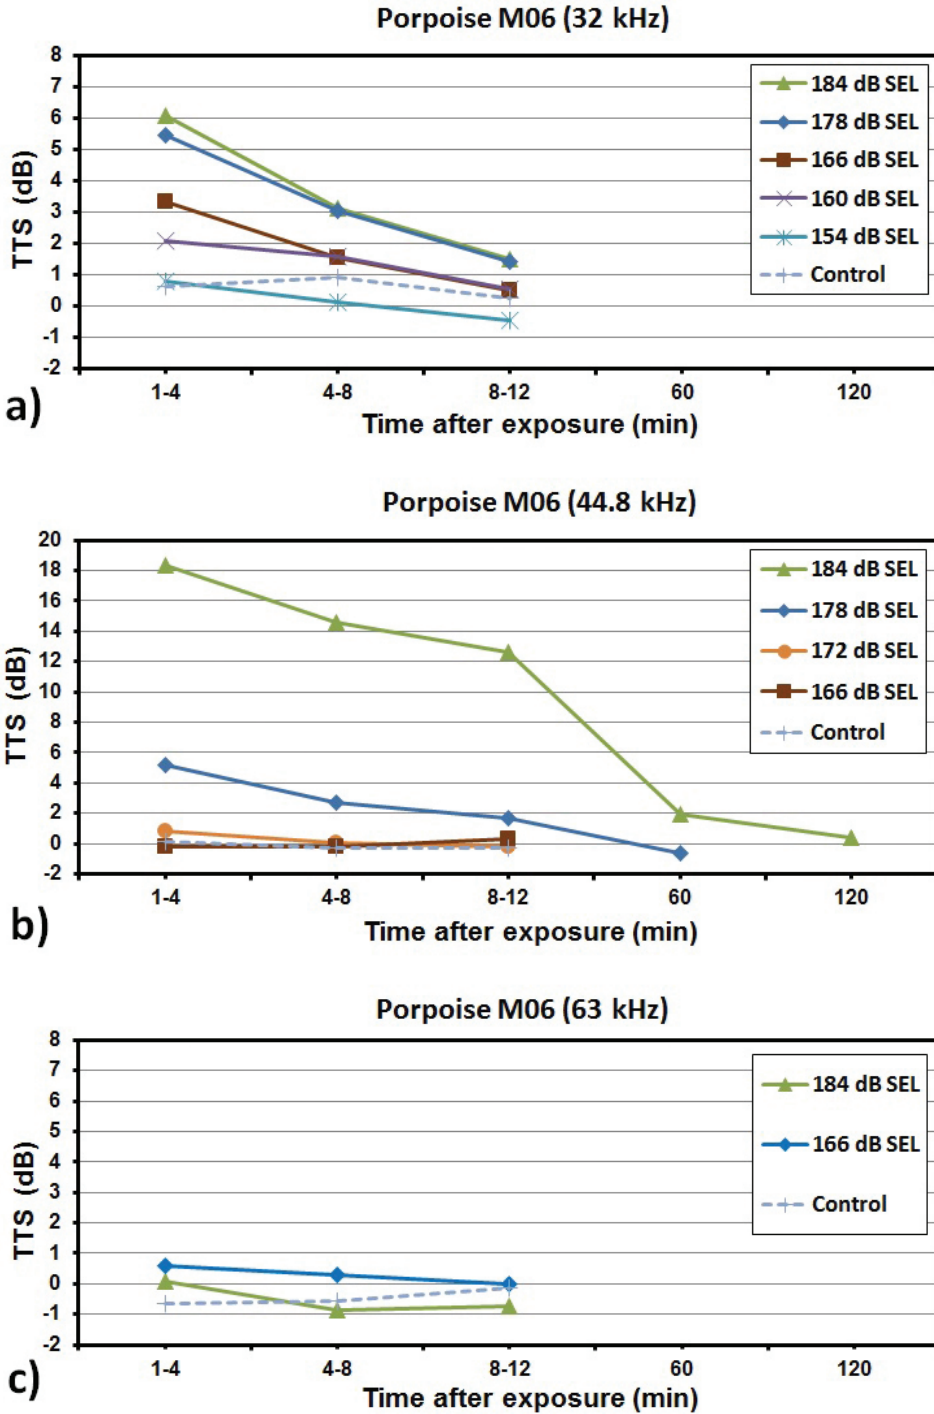 Porpoise M06 (32 kHz)
8
7
6
5
4
3
2
1
0
-1
-2
TTS (dB)
184 dB SEL
178 dB SEL
166 dB SEL
160 dB SEL
154 dB SEL
Control
1-4 4-8 8-12 60 120
Time after exposure (min)
a)
Porpoise M06 (44.8 kHz)
20
18
16
14
12
10
8
6
4
2
0
-2
TTS (dB)
184 dB SEL
178 dB SEL
172 dB SEL
166 dB SEL
Control
1-4 4-8 8-12 60 120
Time after exposure (min)
b)
Porpoise M06 (63 kHz)
8
7
6
5
4
3
2
1
0
-1
-2
TTS (dB)
184 dB SEL
166 dB SEL
Control
1-4 4-8 8-12 60 120
Time after exposure (min)
c)